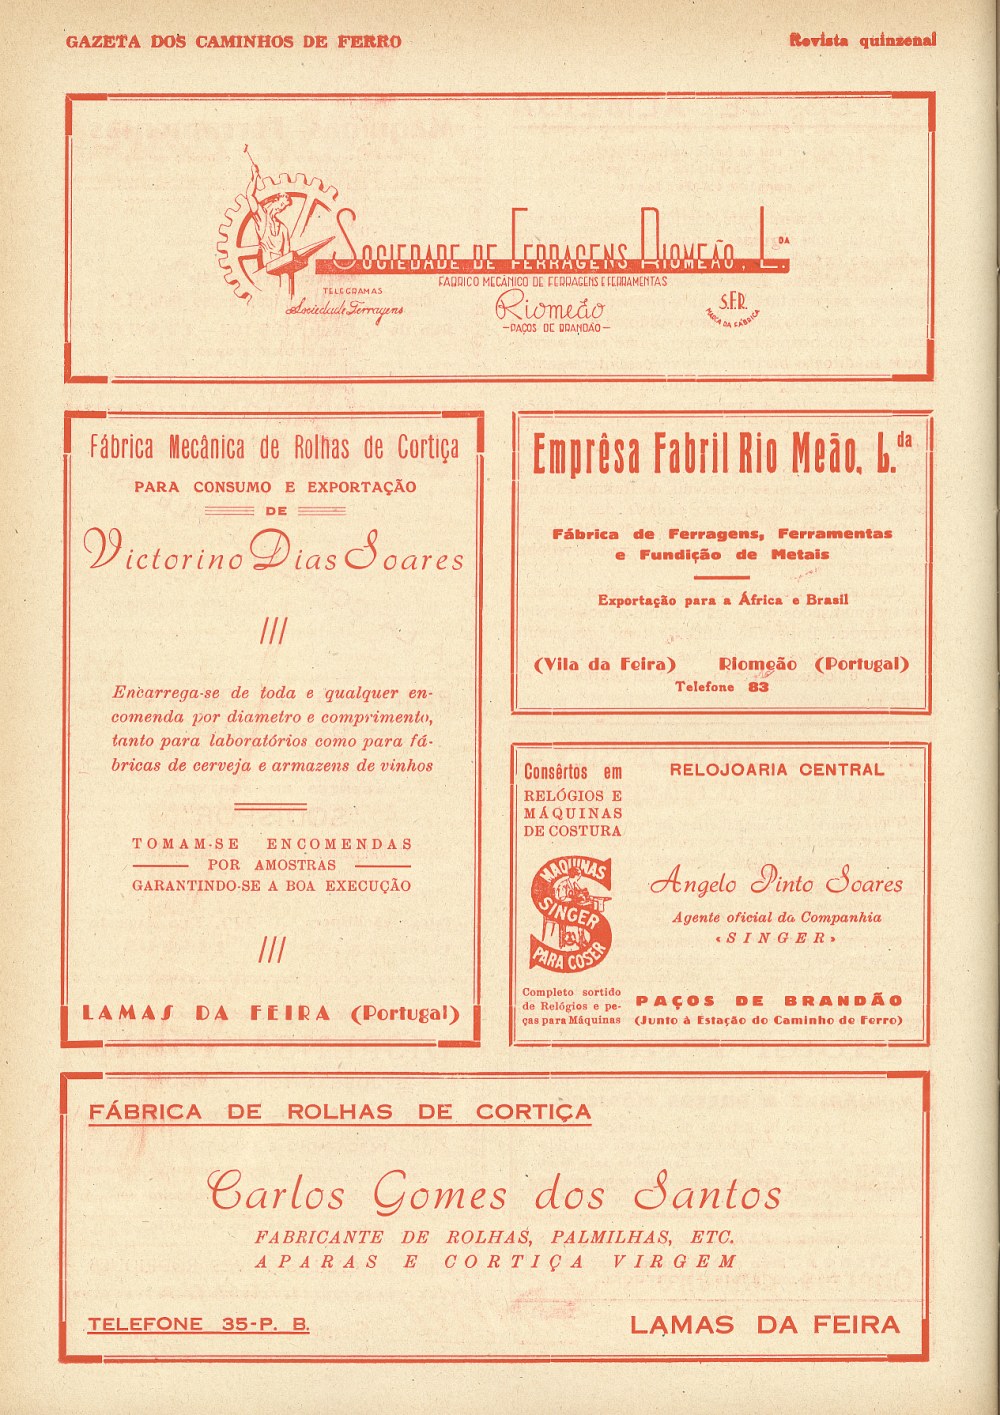 GAZETA DOS CAMINHOS DE FERRO
Revista quinzenal
SOCIEDADE DE FERRAGENS RIOMEÃO, L.DA
FABRICO MECÂNICO DE FERRAGENS E FERRAMENTAS
TELEGRAMAS
Sociedade Ferragens
Riomeão
—PAÇOS DE BRANDÃO—
S.F.R.
MARCA DA FÁBRICA
Fábrica Mecânica de Rolhas de Cortiça
PARA CONSUMO E EXPORTAÇÃO
DE
Victorino Dias Soares
///
Encarrega-se de toda e qualquer en-
comenda por diametro e comprimento,
tanto para laboratórios como para fá-
bricas de cerveja e armazens de vinhos
TOMAM-SE ENCOMENDAS
POR AMOSTRAS
GARANTINDO-SE A BOA EXECUÇÃO
///
LAMAS DA FEIRA (Portugal)
Emprêsa Fabril Rio Meão, L.da
Fábrica de Ferragens, Ferramentas
e Fundição de Metais
Exportação para a África e Brasil
(Vila da Feira) Riomeão (Portugal)
Telefone 83
Consêrtos em
RELÓGIOS E
MÁQUINAS
DE COSTURA
MAQUINAS
SINGER
PARA COSER
Completo sortido
de Relógios e pe-
ças para Máquinas
RELOJOARIA CENTRAL
Angelo Pinto Soares
Agente oficial da Companhia
«SINGER»
PAÇOS DE BRANDÃO
(Junto à Estação do Caminho de Ferro)
FÁBRICA DE ROLHAS DE CORTIÇA
Carlos Gomes dos Santos
FABRICANTE DE ROLHAS, PALMILHAS, ETC.
APARAS E CORTIÇA VIRGEM
TELEFONE 35-P. B.
LAMAS DA FEIRA